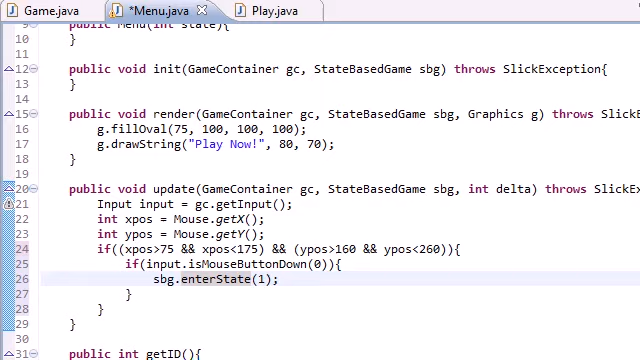 Game.java *Menu.java Play.java
9 public Menu(int state){
10 }
11
12 public void init(GameContainer gc, StateBasedGame sbg) throws SlickException{
13 }
14
15 public void render(GameContainer gc, StateBasedGame sbg, Graphics g) throws SlickEx
16 g.fillOval(75, 100, 100, 100);
17 g.drawString("Play Now!", 80, 70);
18 }
19
20 public void update(GameContainer gc, StateBasedGame sbg, int delta) throws SlickExc
21 Input input = gc.getInput();
22 int xpos = Mouse.getX();
23 int ypos = Mouse.getY();
24 if((xpos>75 && xpos<175) && (ypos>160 && ypos<260)){
25 if(input.isMouseButtonDown(0)){
26 sbg.enterState(1);
27 }
28 }
29 }
30
31 public int getID(){